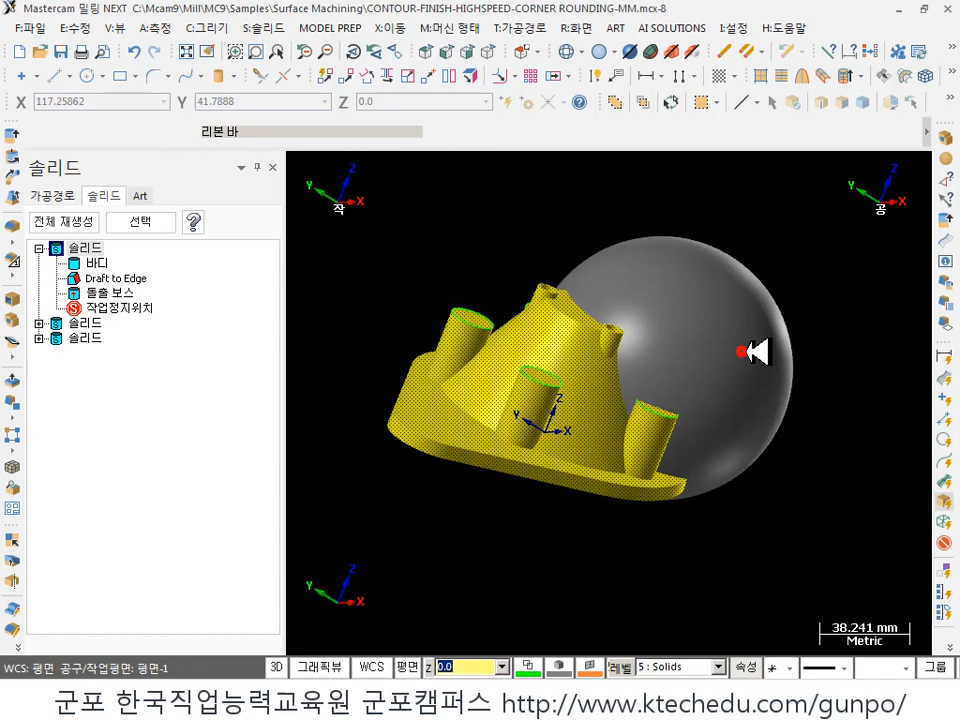 Mastercam 밀링 NEXT C:\Mcam9\Mill\MC9\Samples\Surface Machining\CONTOUR-FINISH-HIGHSPEED-CORNER ROUNDING-MM.mcx-8
F:파일 E:수정 V:뷰 A:측정 C:그리기 S:솔리드 MODEL PREP X:이동 M:머신 형태 T:가공경로 R:화면 ART AI SOLUTIONS I:설정 H:도움말
X 117.25862 Y 41.7888 Z 0.0
리본 바
솔리드
가공경로 솔리드 Art
전체 재생성 선택
솔리드
바디
Draft to Edge
돌출 보스
작업정지위치
솔리드
솔리드
Z
Y
X
작
Z
Y
X
공
Z
Y
X
Z
Y
X
38.241 mm
Metric
WCS: 평면 공구/작업평면: 평면-1 3D 그래픽뷰 WCS 평면 Z 0.0 레벨 5 : Solids 속성 그룹
군포 한국직업능력교육원 군포캠퍼스 http://www.ktechedu.com/gunpo/